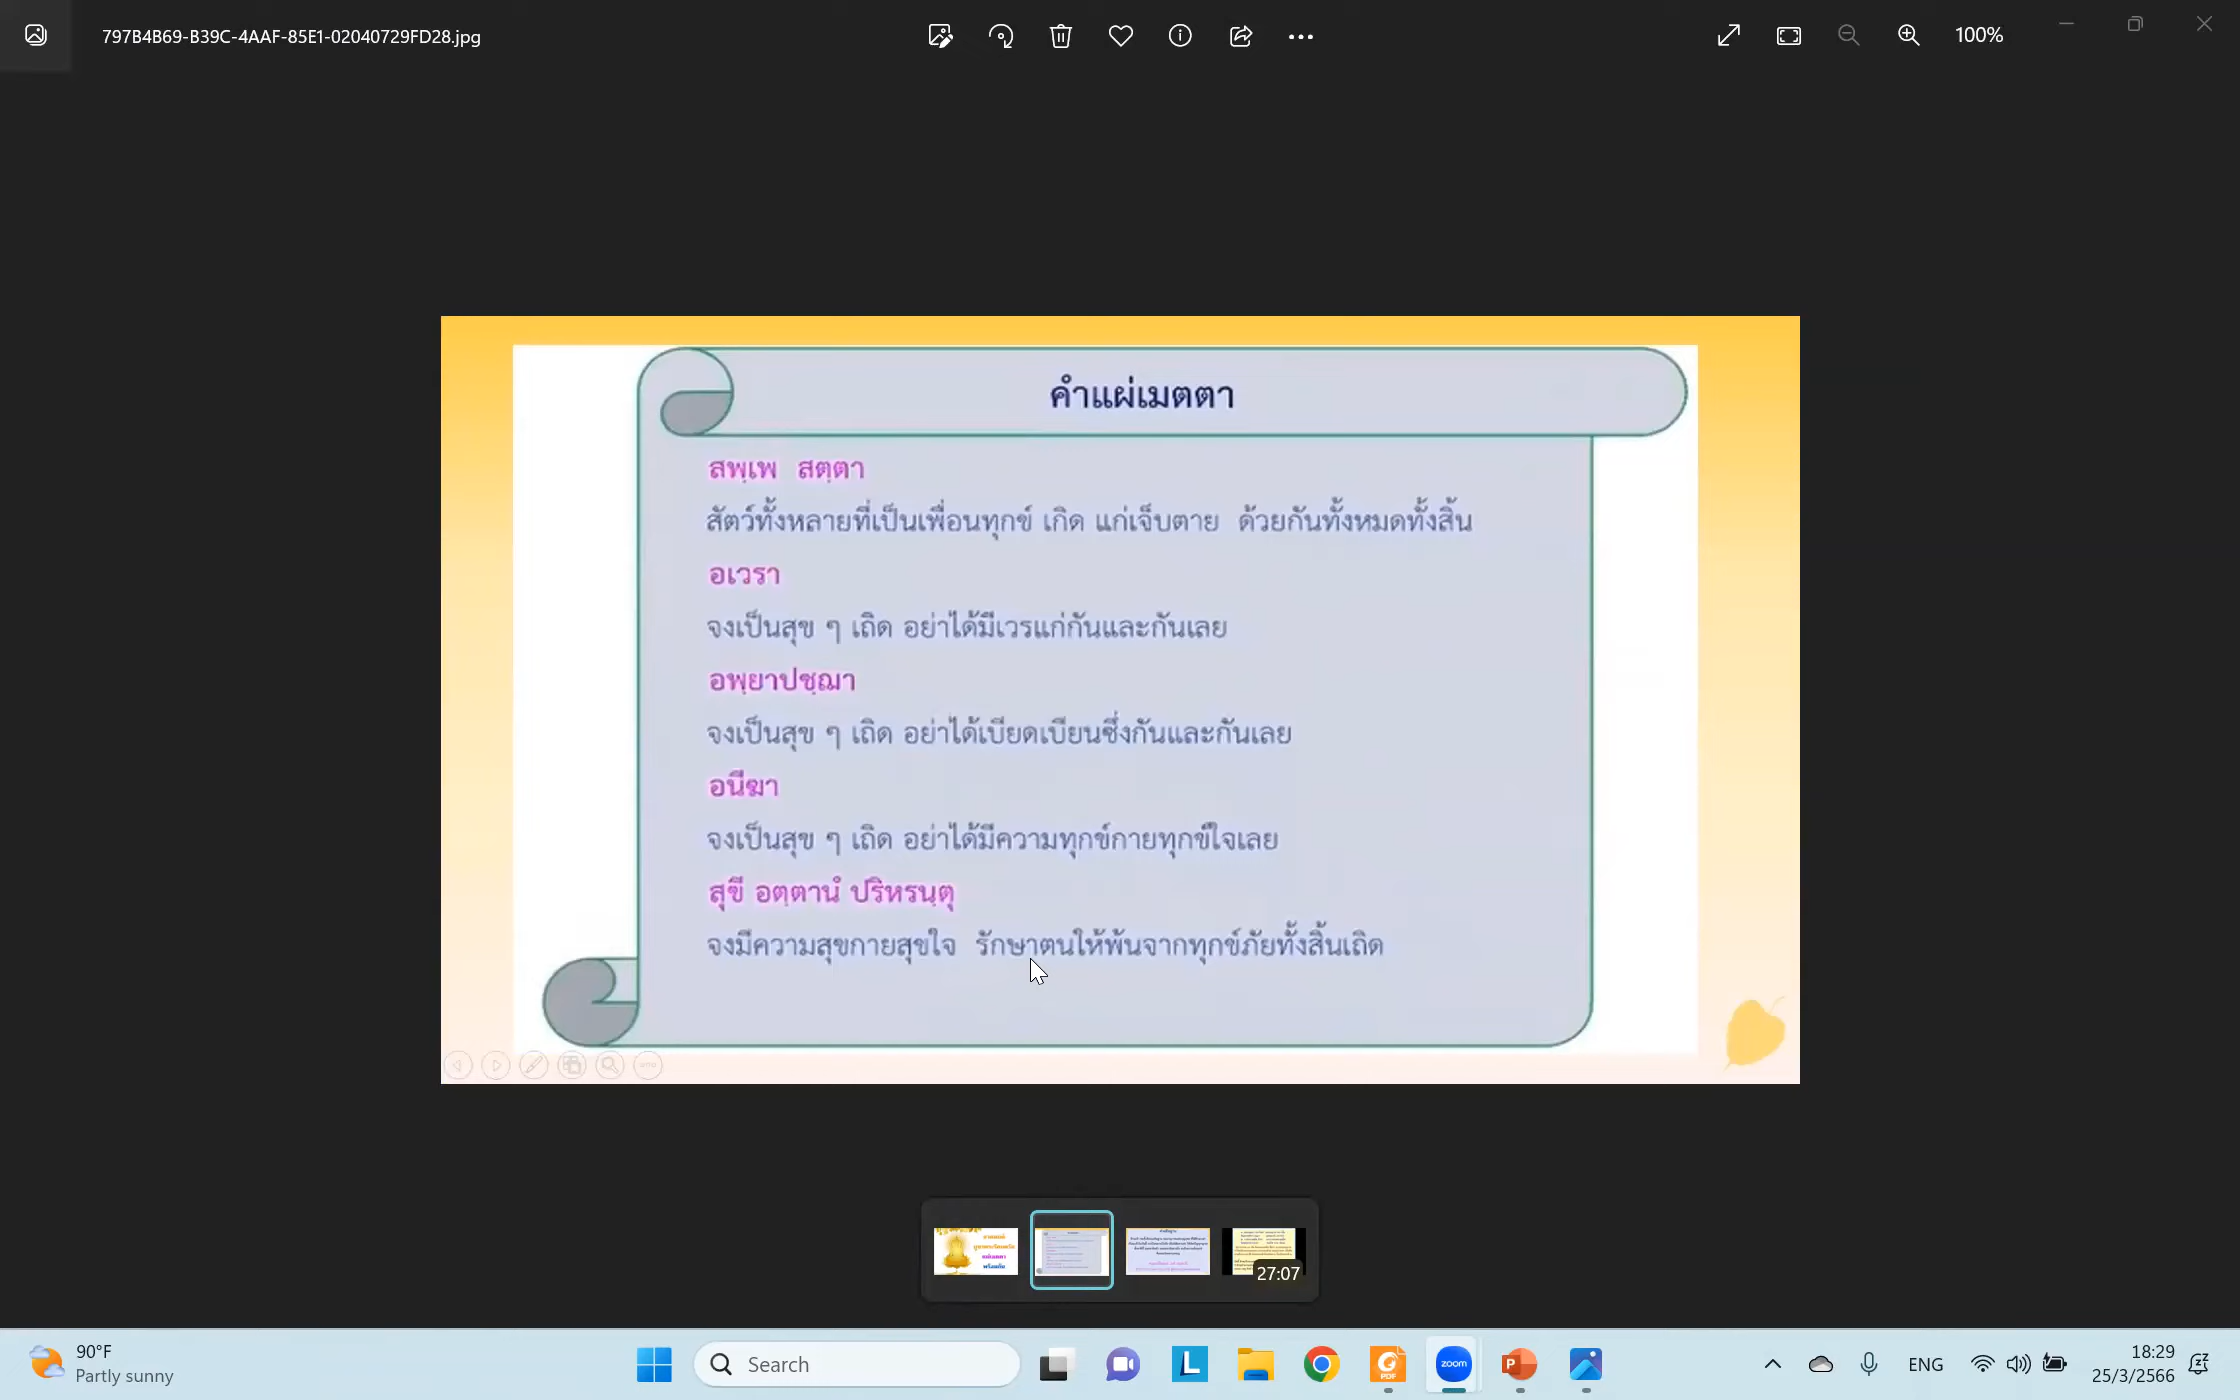 797B4B69-B39C-4AAF-85E1-02040729FD28.jpg
100%
คำแผ่เมตตา
สพฺเพ สตฺตา
สัตว์ทั้งหลายที่เป็นเพื่อนทุกข์ เกิด แก่เจ็บตาย ด้วยกันทั้งหมดทั้งสิ้น
อเวรา
จงเป็นสุข ๆ เถิด อย่าได้มีเวรแก่กันและกันเลย
อพฺยาปชฺฌา
จงเป็นสุข ๆ เถิด อย่าได้เบียดเบียนซึ่งกันและกันเลย
อนีฆา
จงเป็นสุข ๆ เถิด อย่าได้มีความทุกข์กายทุกข์ใจเลย
สุขี อตฺตานํ ปริหรนฺตุ
จงมีความสุขกายสุขใจ รักษาตนให้พ้นจากทุกข์ภัยทั้งสิ้นเถิด
27:07
90°F
Partly sunny
Search
L
PDF
zoom
P
ENG
18:29
25/3/2566